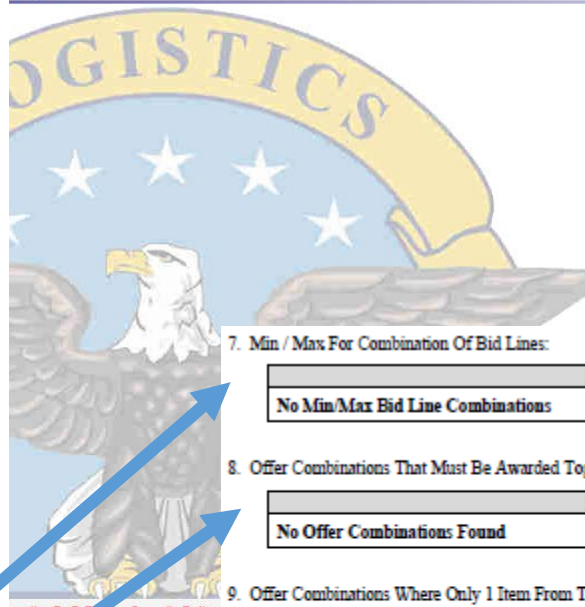 OGISTICS
7. Min / Max For Combination Of Bid Lines:
No Min/Max Bid Line Combinations
8. Offer Combinations That Must Be Awarded Tog
No Offer Combinations Found
9. Offer Combinations Where Only 1 Item From T